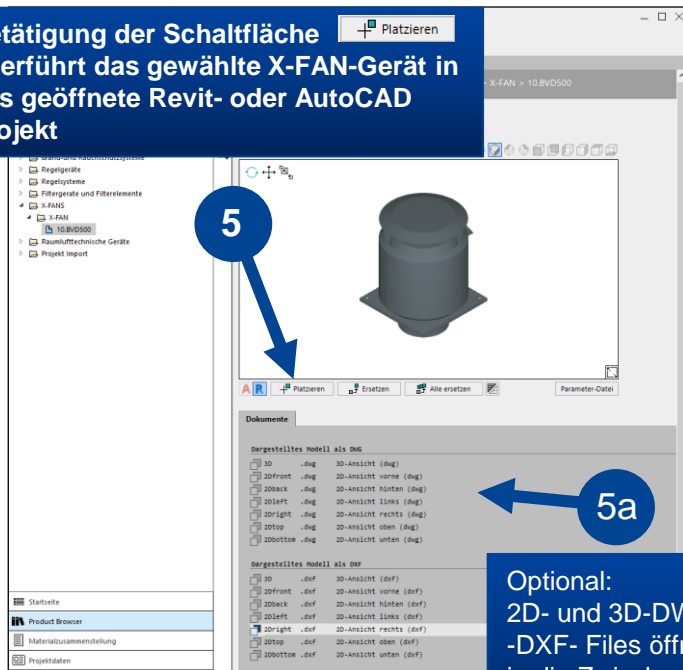 etätigung der Schaltfläche Platzieren
erführt das gewählte X-FAN-Gerät in
s geöffnete Revit- oder AutoCAD
ojekt
X-FAN > 10.BVD500
Brand-und Rauchschutzsysteme
Regelgeräte
Regelsysteme
Filtergeräte und Filterelemente
X-FANS
X-FAN
10.BVD500
Raumlufttechnische Geräte
Projekt Import
5
A R Platzieren Ersetzen Alle ersetzen Parameter-Datei
Dokumente
Dargestelltes Modell als DWG
3D .dwg 3D-Ansicht (dwg)
2Dfront .dwg 2D-Ansicht vorne (dwg)
2Dback .dwg 2D-Ansicht hinten (dwg)
2Dleft .dwg 2D-Ansicht links (dwg)
2Dright .dwg 2D-Ansicht rechts (dwg)
2Dtop .dwg 2D-Ansicht oben (dwg)
2Dbottom .dwg 2D-Ansicht unten (dwg)
5a
Dargestelltes Modell als DXF
3D .dxf 3D-Ansicht (dxf)
2Dfront .dxf 2D-Ansicht vorne (dxf)
2Dback .dxf 2D-Ansicht hinten (dxf)
2Dleft .dxf 2D-Ansicht links (dxf)
2Dright .dxf 2D-Ansicht rechts (dxf)
2Dtop .dxf 2D-Ansicht oben (dxf)
2Dbottom .dxf 2D-Ansicht unten (dxf)
Optional:
2D- und 3D-DW
-DXF- Files öffn
Startseite
Product Browser
Materialzusammenstellung
Projektdaten